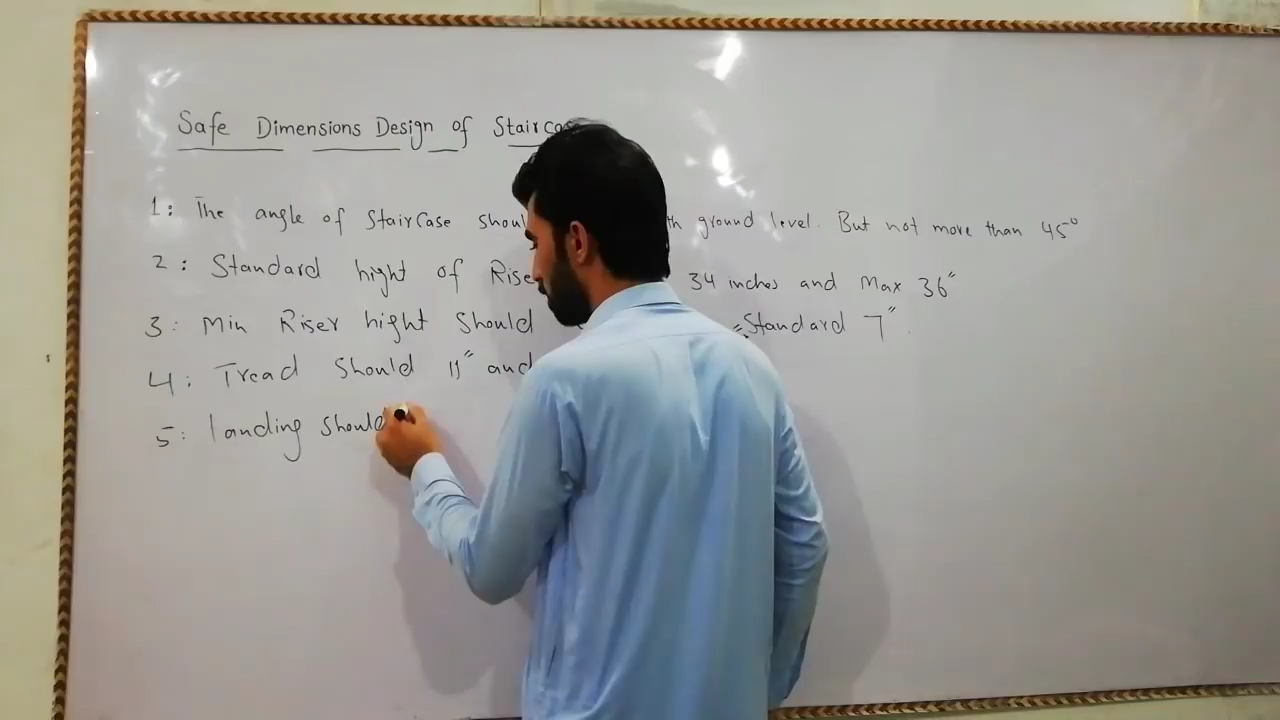 Safe Dimensions Design of Stairca
1: The angle of StairCase shoul th ground level. But not more than 45°
2: Standard hight of Rise 34 inches and Max 36"
3: Min Riser hight Should Standard 7".
4: Tread Should 11" and
5: landing should